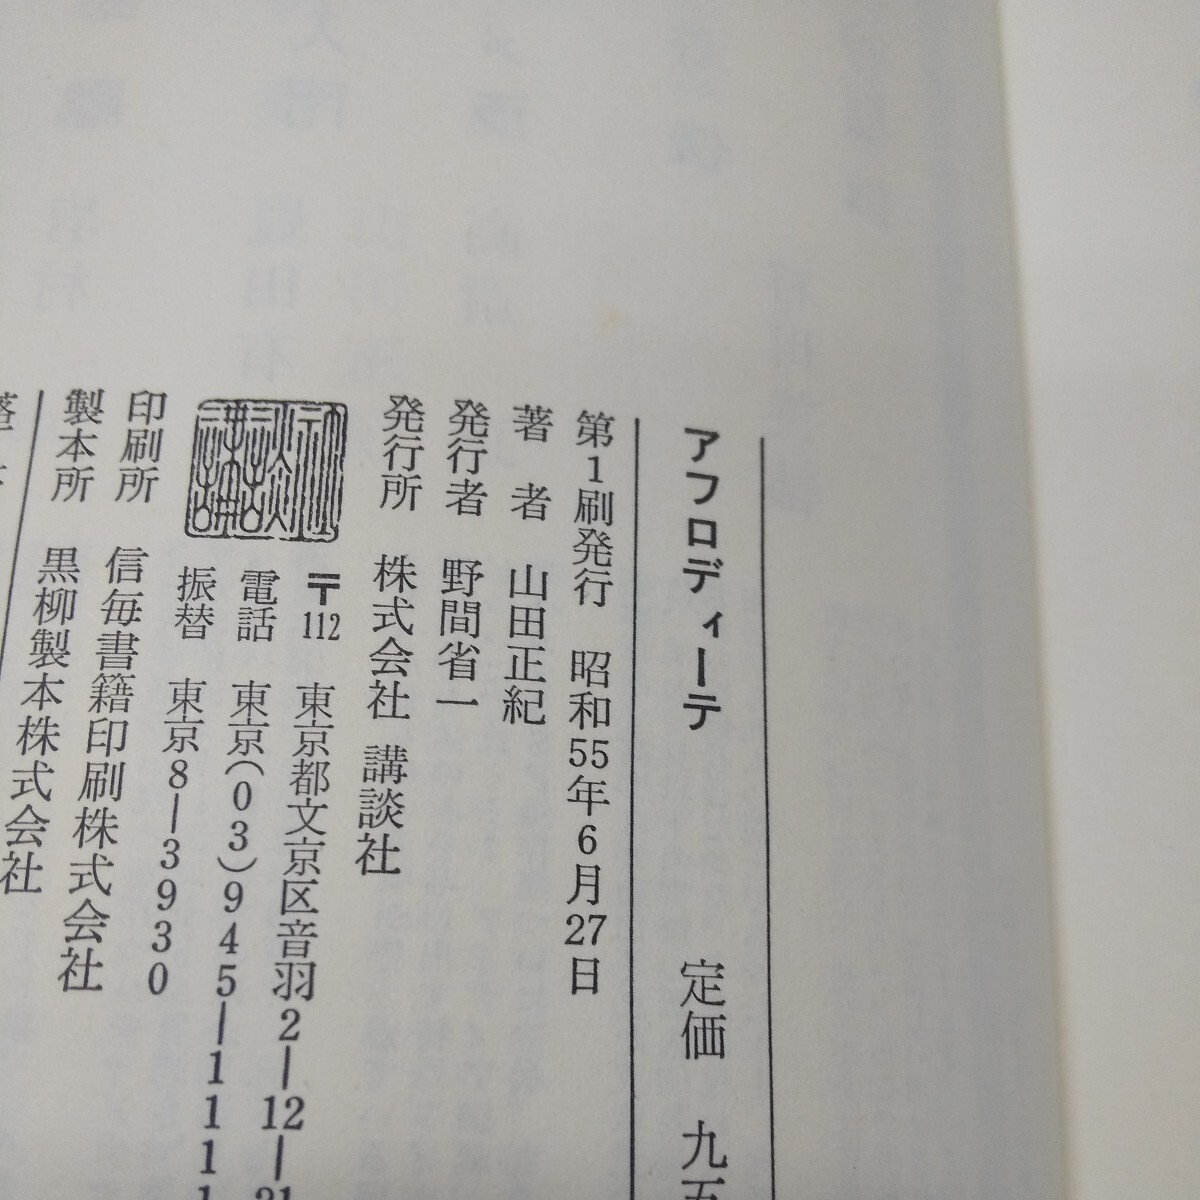 アフロディーテ 定価 九五
第1刷発行 昭和55年6月27日
著者 山田正紀
発行者 野間省一
発行所 株式会社 講談社
〒112 東京都文京区音羽2―12―21
電話 東京(03)945―1111
振替 東京8―3930
印刷所 信毎書籍印刷株式会社
製本所 黒柳製本株式会社